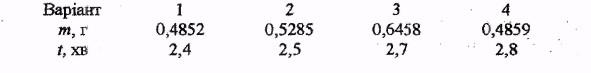 Варіант 1 2 3 4
m, г 0,4852 0,5285 0,6458 0,4859
t, хв 2,4 2,5 2,7 2,8